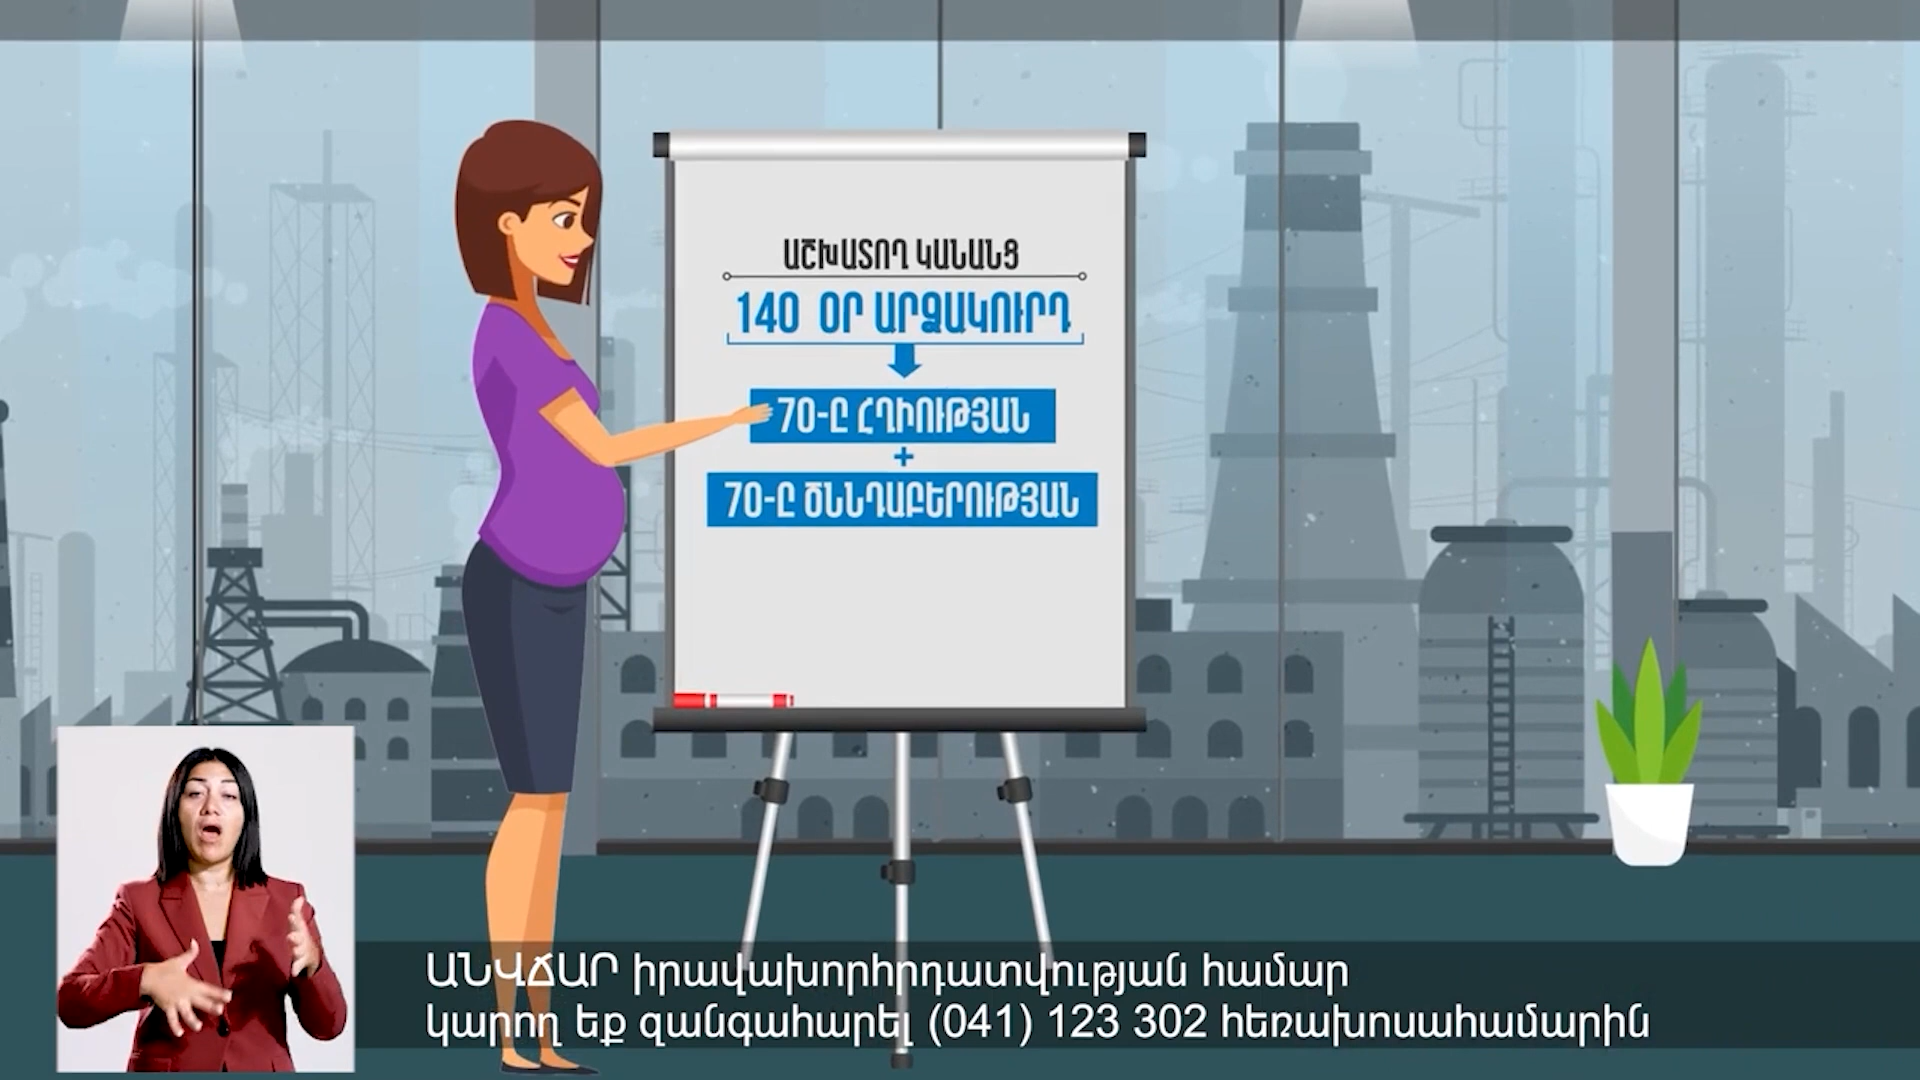 ԱՇԽԱՏՈՂ ԿԱՆԱՆՑ
140 ՕՐ ԱՐՁԱԿՈՒՐԴ
70-Ը ՀՂԻՈՒԹՅԱՆ
+
70-Ը ԾՆՆԴԱԲԵՐՈՒԹՅԱՆ
ԱՆՎՃԱՐ իրավախորհրդատվության համար
կարող եք զանգահարել (041) 123 302 հեռախոսահամարին